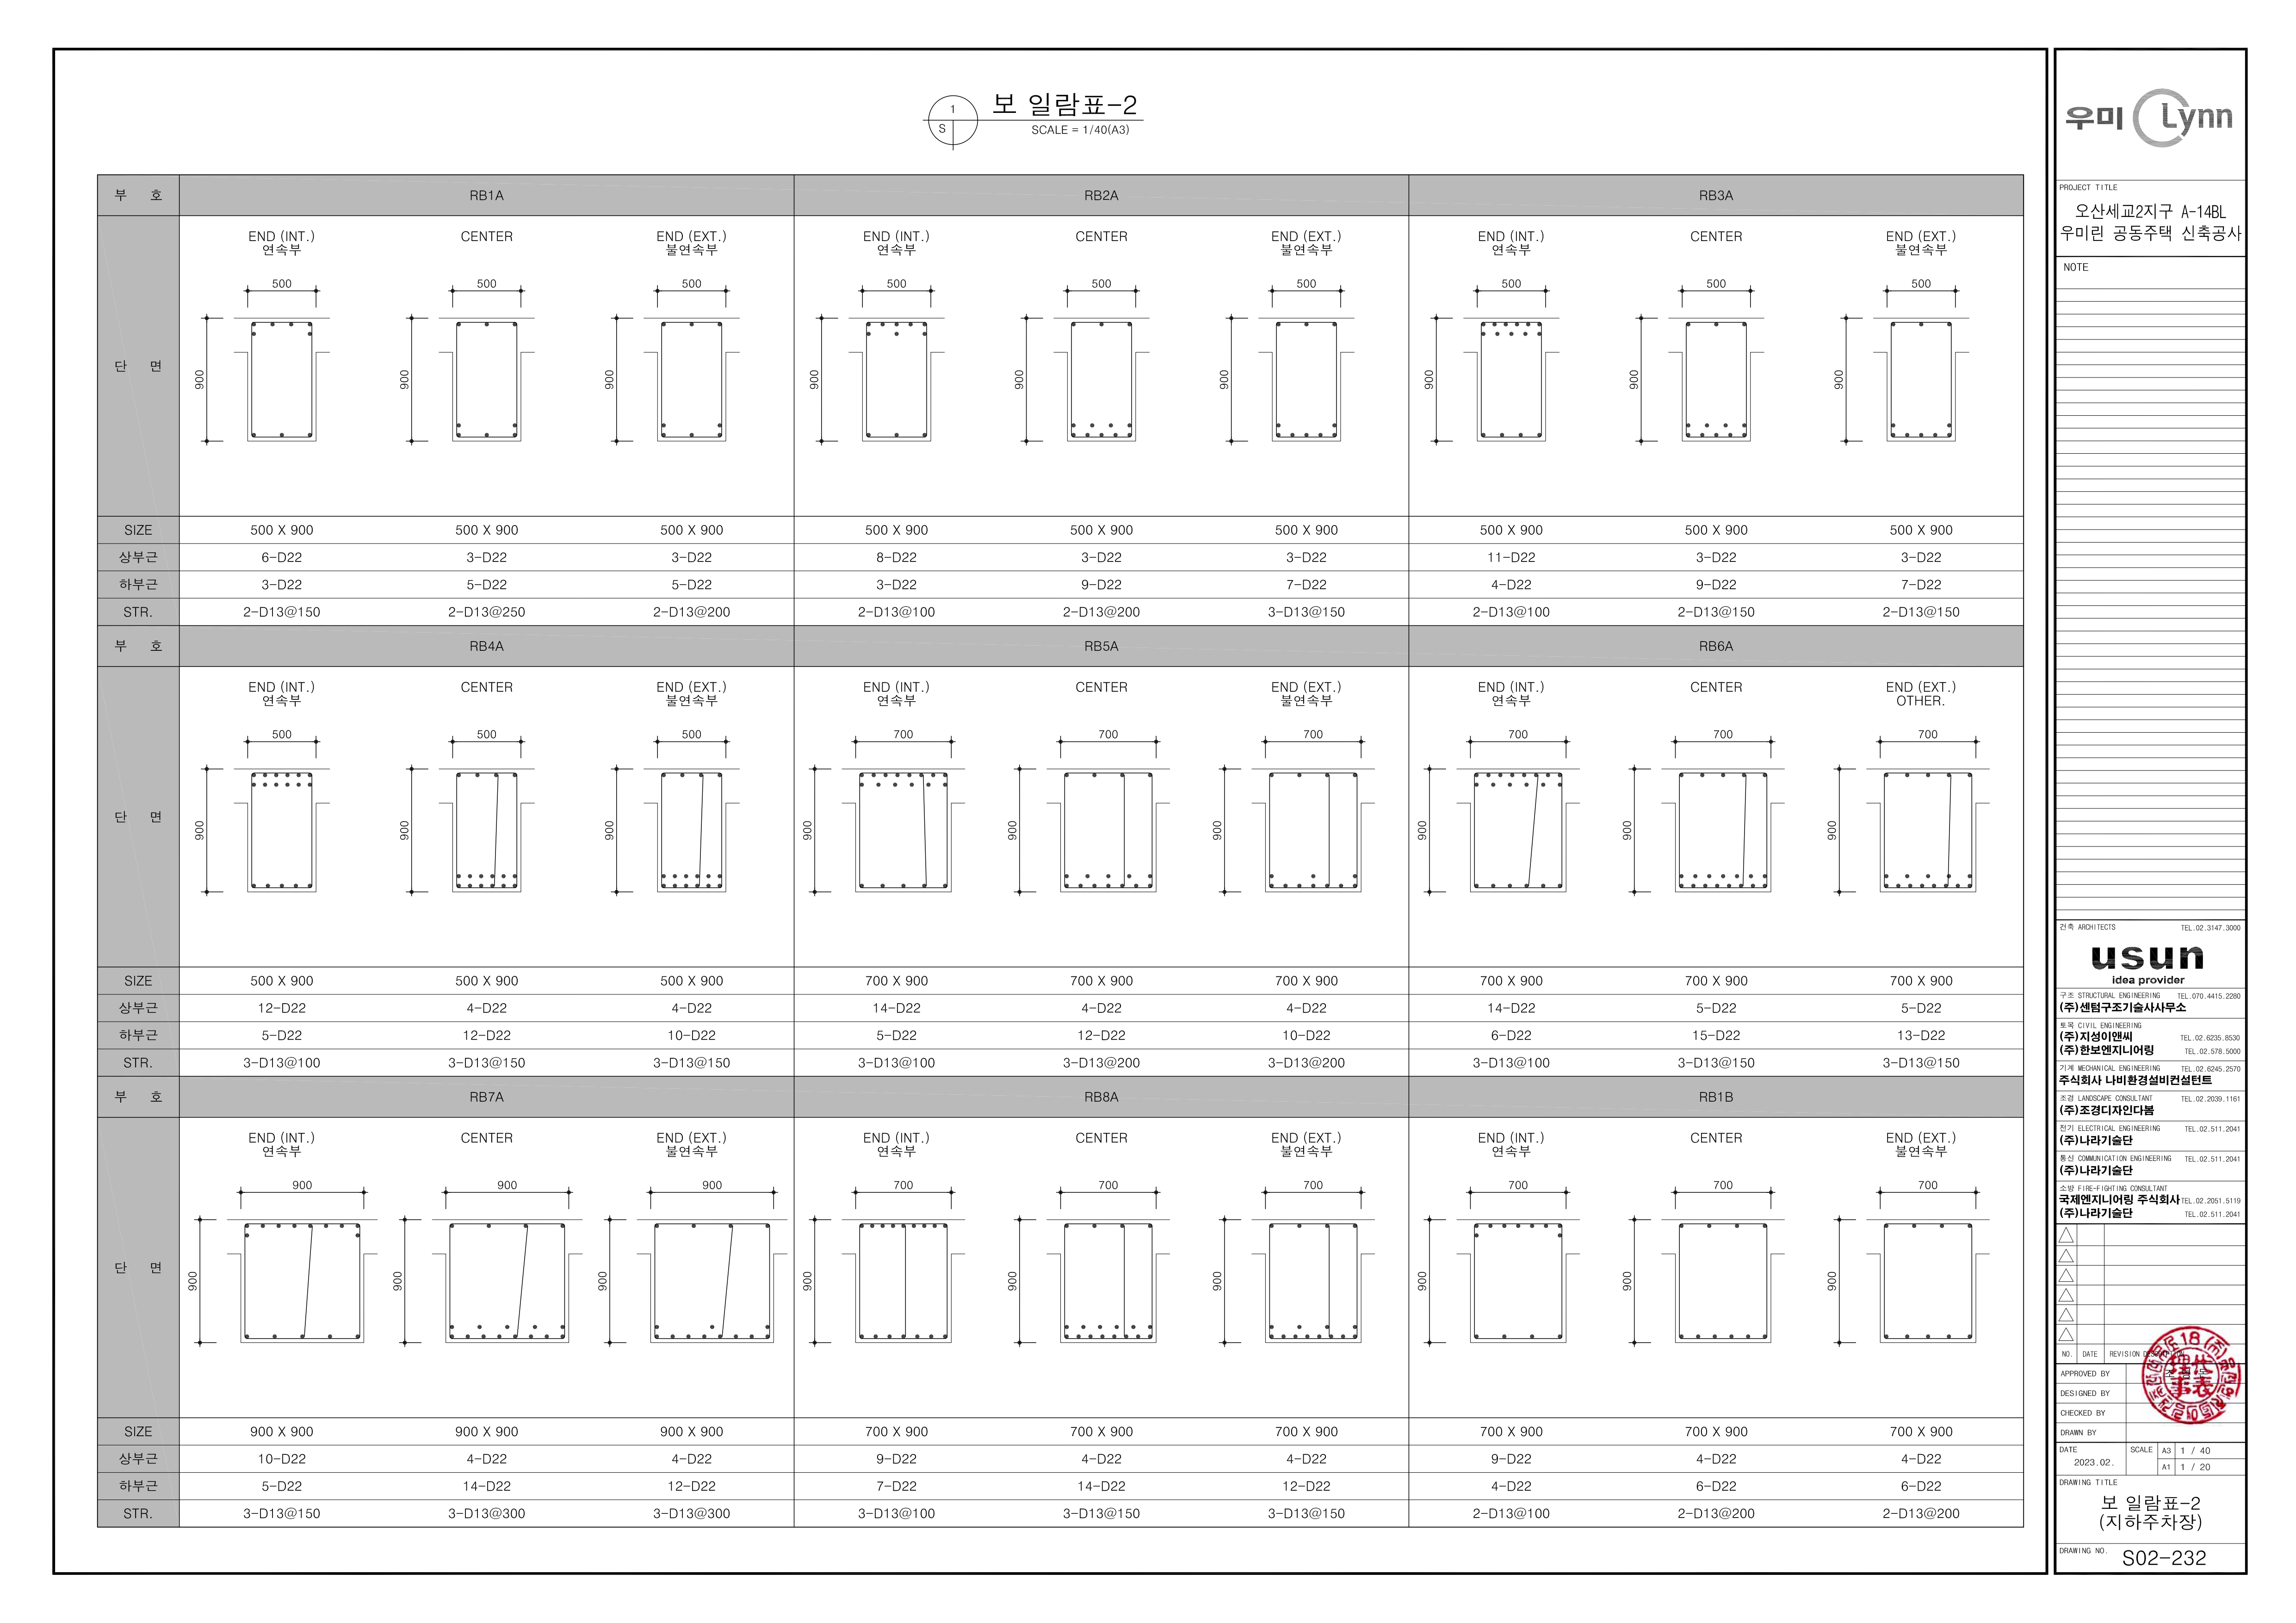 1
S
보 일람표-2
SCALE = 1/40(A3)
부 호 RB1A RB2A RB3A
단 면
END (INT.) CENTER END (EXT.) END (INT.) CENTER END (EXT.) END (INT.) CENTER END (EXT.)
연속부 불연속부 연속부 불연속부 연속부 불연속부
500 500 500 500 500 500 500 500 500
900 900 900 900 900 900 900 900 900
SIZE 500 X 900 500 X 900 500 X 900 500 X 900 500 X 900 500 X 900 500 X 900 500 X 900 500 X 900
상부근 6-D22 3-D22 3-D22 8-D22 3-D22 3-D22 11-D22 3-D22 3-D22
하부근 3-D22 5-D22 5-D22 3-D22 9-D22 7-D22 4-D22 9-D22 7-D22
STR. 2-D13@150 2-D13@250 2-D13@200 2-D13@100 2-D13@200 3-D13@150 2-D13@100 2-D13@150 2-D13@150
부 호 RB4A RB5A RB6A
단 면
END (INT.) CENTER END (EXT.) END (INT.) CENTER END (EXT.) END (INT.) CENTER END (EXT.)
연속부 불연속부 연속부 불연속부 연속부 OTHER.
500 500 500 700 700 700 700 700 700
900 900 900 900 900 900 900 900 900
SIZE 500 X 900 500 X 900 500 X 900 700 X 900 700 X 900 700 X 900 700 X 900 700 X 900 700 X 900
상부근 12-D22 4-D22 4-D22 14-D22 4-D22 4-D22 14-D22 5-D22 5-D22
하부근 5-D22 12-D22 10-D22 5-D22 12-D22 10-D22 6-D22 15-D22 13-D22
STR. 3-D13@100 3-D13@150 3-D13@150 3-D13@100 3-D13@200 3-D13@200 3-D13@100 3-D13@150 3-D13@150
부 호 RB7A RB8A RB1B
단 면
END (INT.) CENTER END (EXT.) END (INT.) CENTER END (EXT.) END (INT.) CENTER END (EXT.)
연속부 불연속부 연속부 불연속부 연속부 불연속부
900 900 900 700 700 700 700 700 700
900 900 900 900 900 900 900 900 900
SIZE 900 X 900 900 X 900 900 X 900 700 X 900 700 X 900 700 X 900 700 X 900 700 X 900 700 X 900
상부근 10-D22 4-D22 4-D22 9-D22 4-D22 4-D22 9-D22 4-D22 4-D22
하부근 5-D22 14-D22 12-D22 7-D22 14-D22 12-D22 4-D22 6-D22 6-D22
STR. 3-D13@150 3-D13@300 3-D13@300 3-D13@100 3-D13@150 3-D13@150 2-D13@100 2-D13@200 2-D13@200
우미 Lynn
PROJECT TITLE
오산세교2지구 A-14BL
우미린 공동주택 신축공사
NOTE
건축 ARCHITECTS TEL.02.3147.3000
usun
idea provider
구조 STRUCTURAL ENGINEERING TEL.070.4415.2280
(주)센텀구조기술사사무소
토목 CIVIL ENGINEERING
(주)지성이앤씨 TEL.02.6235.8530
(주)한보엔지니어링 TEL.02.578.5000
기계 MECHANICAL ENGINEERING TEL.02.6245.2570
주식회사 나비환경설비컨설턴트
조경 LANDSCAPE CONSULTANT TEL.02.2039.1161
(주)조경디자인다봄
전기 ELECTRICAL ENGINEERING TEL.02.511.2041
(주)나라기술단
통신 COMMUNICATION ENGINEERING TEL.02.511.2041
(주)나라기술단
소방 FIRE-FIGHTING CONSULTANT
국제엔지니어링 주식회사 TEL.02.2051.5119
(주)나라기술단 TEL.02.511.2041
NO. DATE REVISION
APPROVED BY
DESIGNED BY
CHECKED BY
DRAWN BY
DATE SCALE A3 1 / 40
2023.02. A1 1 / 20
DRAWING TITLE
보 일람표-2
(지하주차장)
DRAWING NO. S02-232